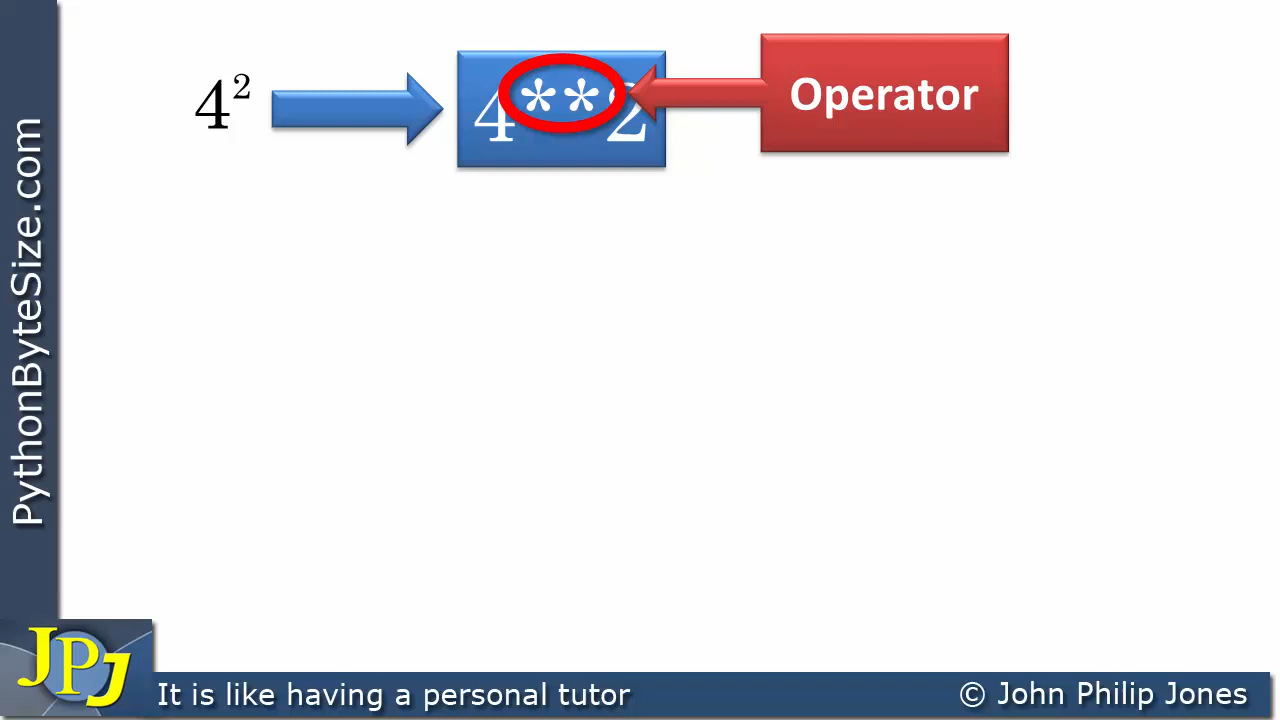 4² 4**2 Operator
PythonByteSize.com
JPJ
It is like having a personal tutor
© John Philip Jones